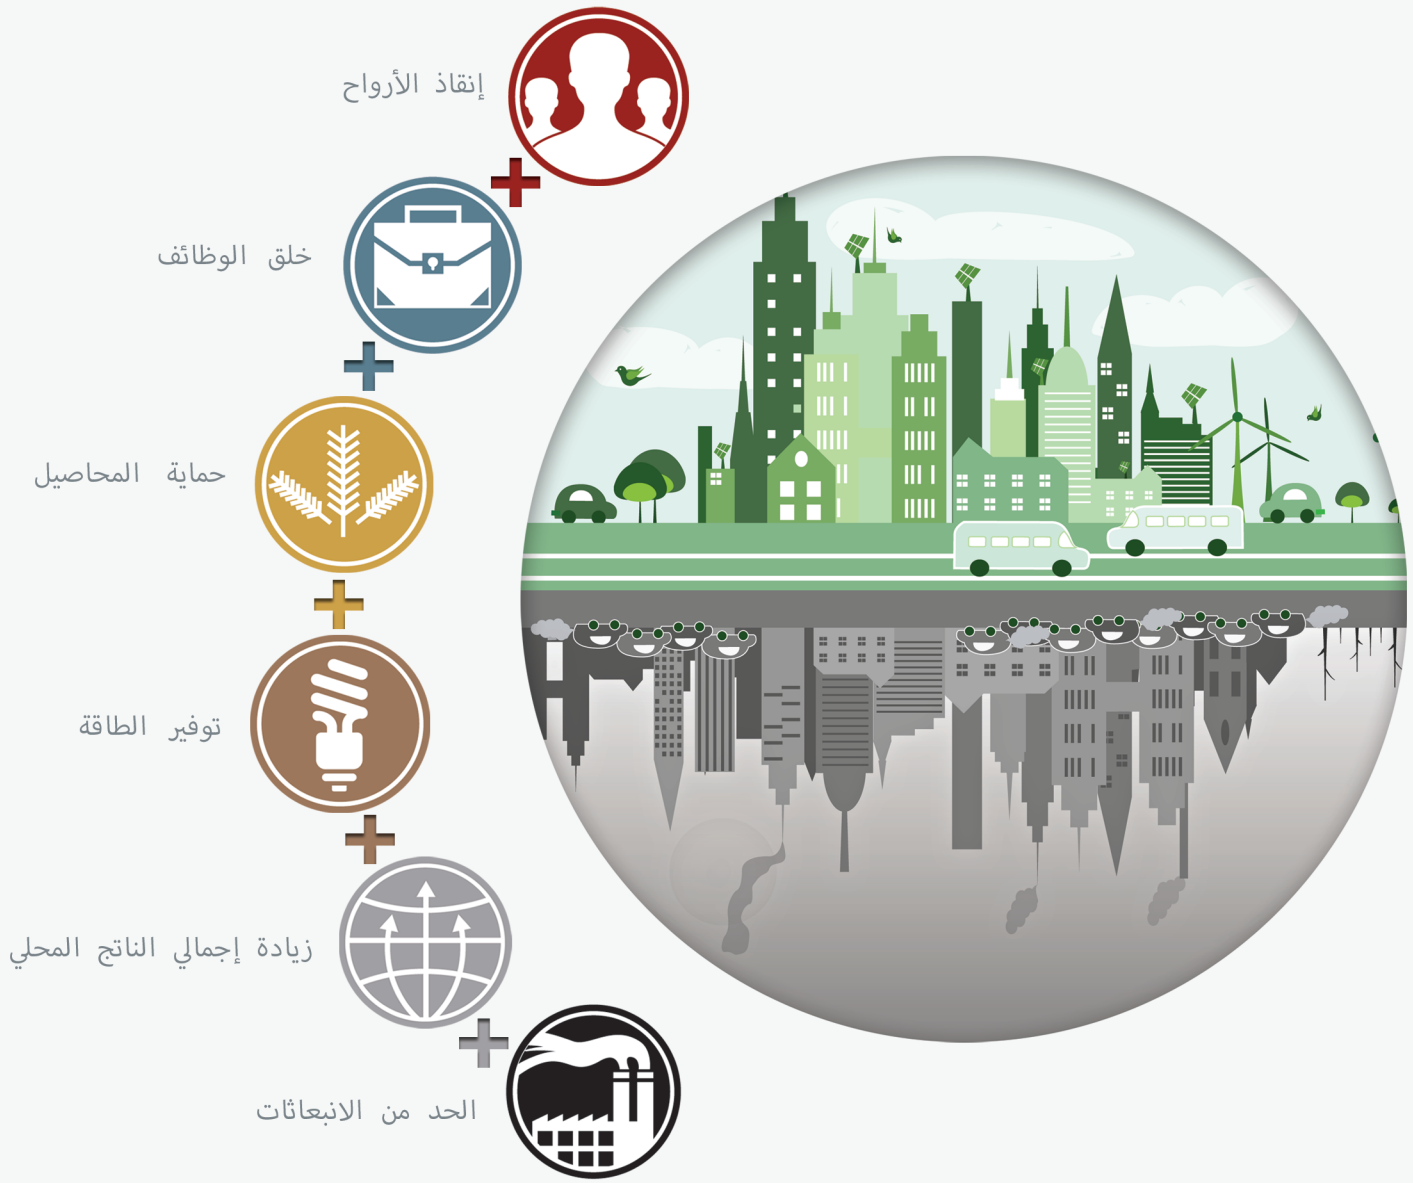 إنقاذ الأرواح
خلق الوظائف
حماية المحاصيل
توفير الطاقة
زيادة إجمالي الناتج المحلي
الحد من الانبعاثات